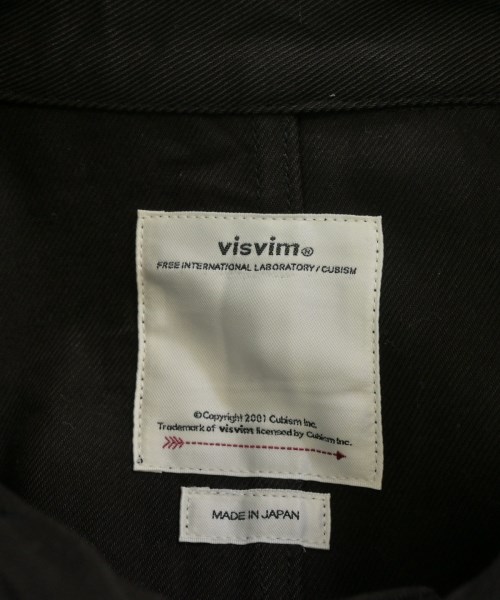 visvim®
FREE INTERNATIONAL LABORATORY/CUBISM
©Copyright 2001 Cubism Inc.
Trademark of visvim licensed by Cubism Inc.
MADE IN JAPAN